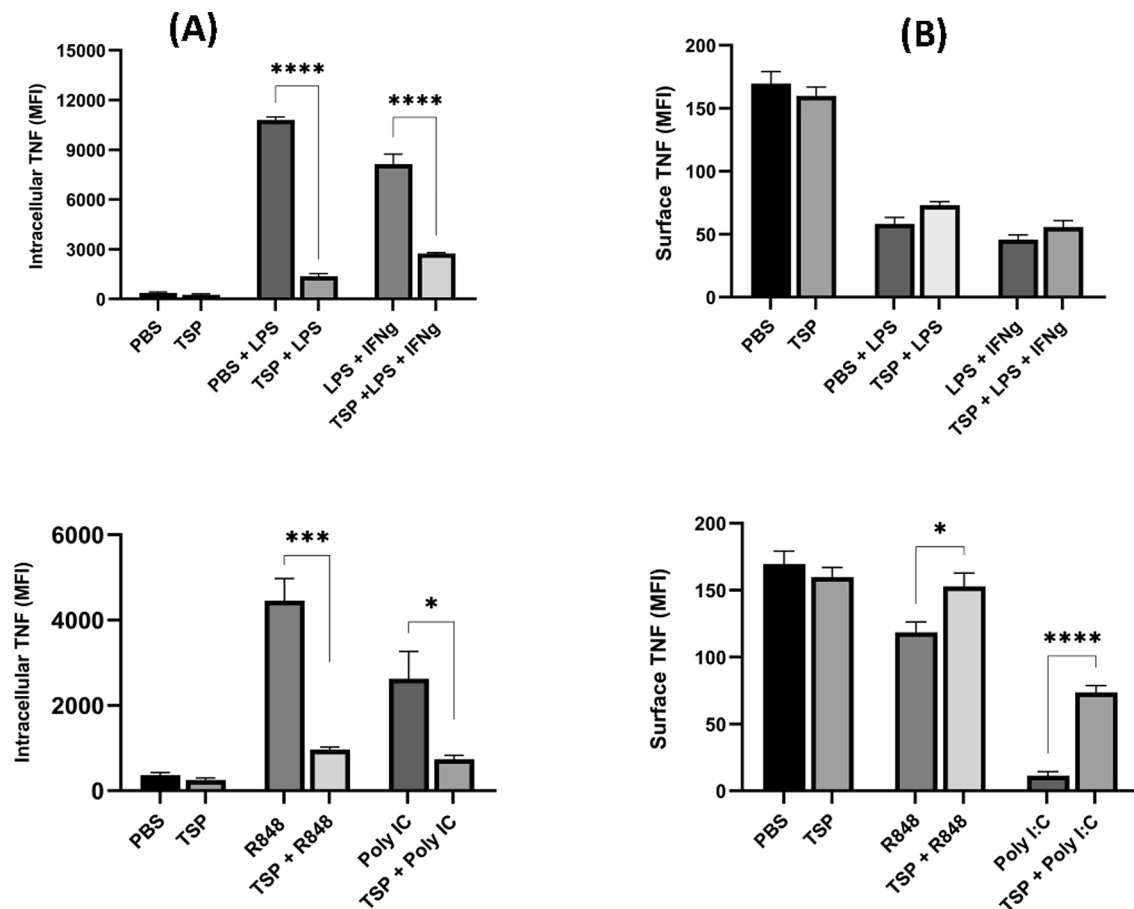 (A)
Intracellular TNF (MFI)
15000
12000
9000
6000
3000
0
****
****
PBS
TSP
PBS + LPS
TSP + LPS
LPS + IFNg
TSP +LPS + IFNg
(B)
Surface TNF (MFI)
200
150
100
50
0
PBS
TSP
PBS + LPS
TSP + LPS
LPS + IFNg
TSP + LPS + IFNg
Intracellular TNF (MFI)
6000
4000
2000
0
***
*
PBS
TSP
R848
TSP + R848
Poly IC
TSP + Poly IC
Surface TNF (MFI)
200
150
100
50
0
*
****
PBS
TSP
R848
TSP + R848
Poly I:C
TSP + Poly I:C